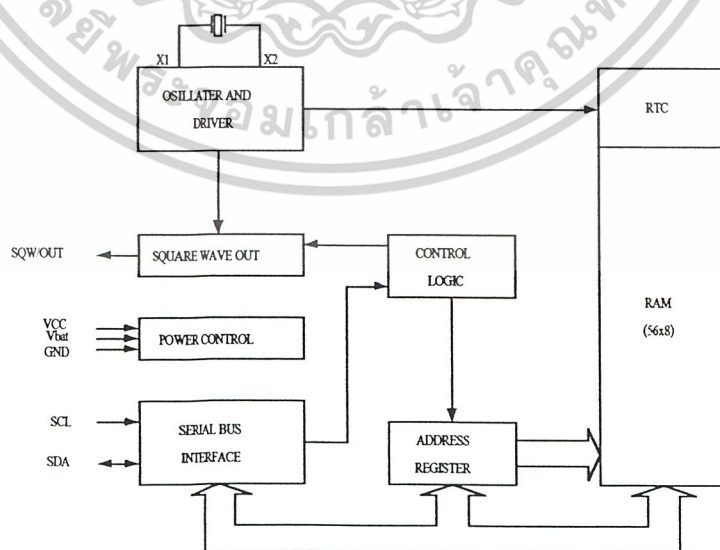 X1
X2
OSILLATER AND
DRIVER
RTC
SQW/OUT
SQUARE WAVE OUT
CONTROL
LOGIC
RAM
(56x8)
VCC
Vbat
GND
POWER CONTROL
SCL
SDA
SERIAL BUS
INTERFACE
ADDRESS
REGISTER